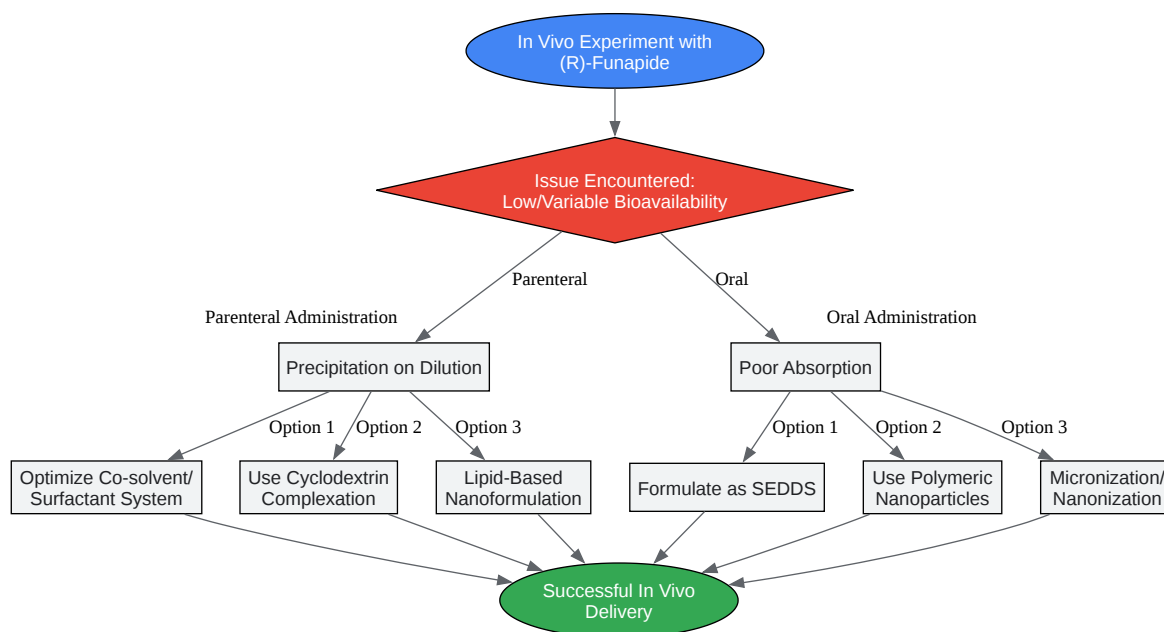 In Vivo Experiment with
(R)-Funapide
Issue Encountered:
Low/Variable Bioavailability
Parenteral
Oral
Parenteral Administration
Oral Administration
Precipitation on Dilution
Poor Absorption
Option 1
Option 2
Option 3
Option 1
Option 2
Option 3
Optimize Co-solvent/
Surfactant System
Use Cyclodextrin
Complexation
Lipid-Based
Nanoformulation
Formulate as SEDDS
Use Polymeric
Nanoparticles
Micronization/
Nanonization
Successful In Vivo
Delivery